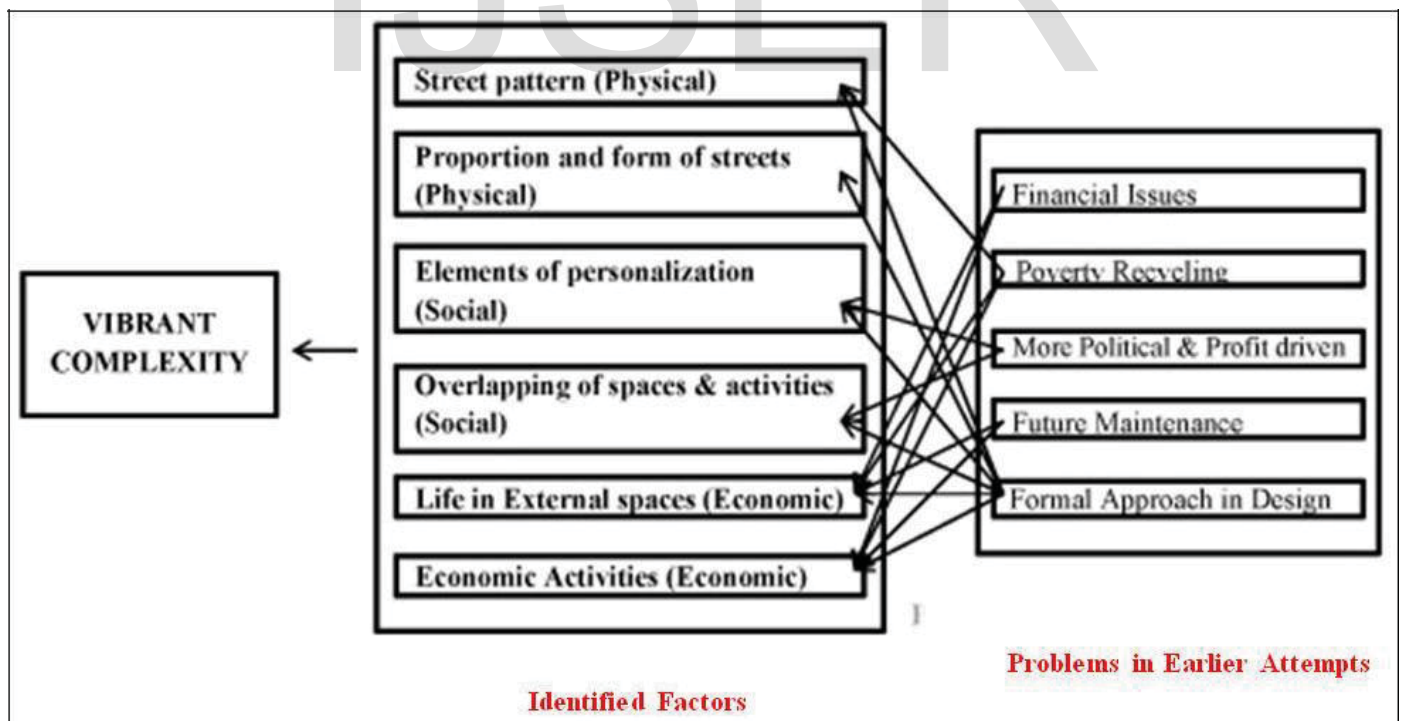 IJSER
VIBRANT
COMPLEXITY
Street pattern (Physical)
Proportion and form of streets
(Physical)
Elements of personalization
(Social)
Overlapping of spaces & activities
(Social)
Life in External spaces (Economic)
Economic Activities (Economic)
Financial Issues
Poverty Recycling
More Political & Profit driven
Future Maintenance
Formal Approach in Design
Problems in Earlier Attempts
Identified Factors